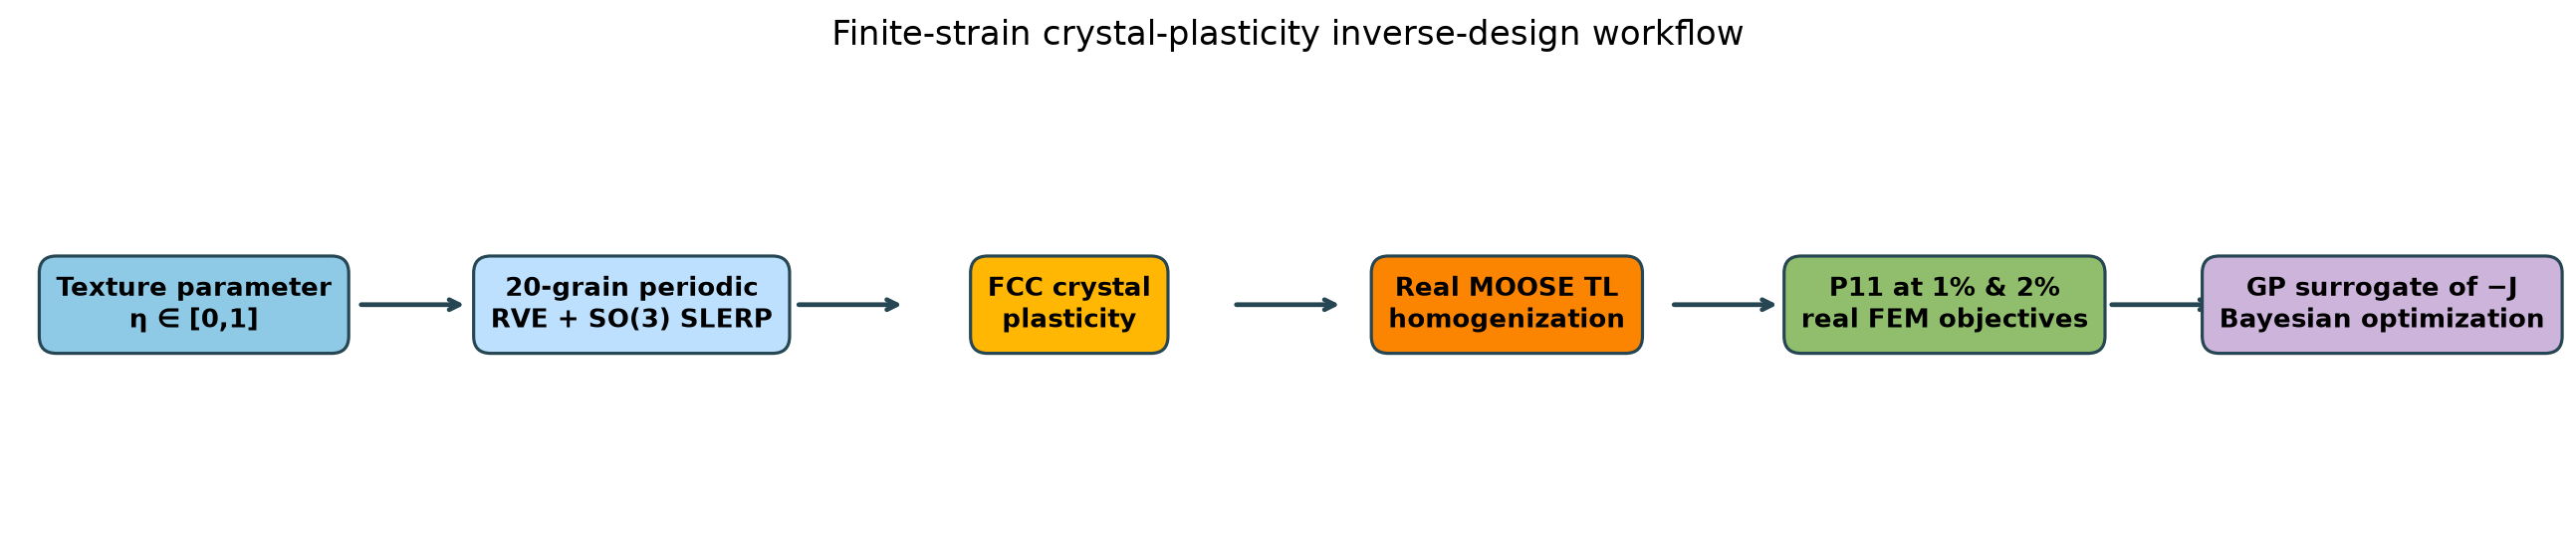 Finite-strain crystal-plasticity inverse-design workflow
Texture parameter
η ∈ [0,1]
20-grain periodic
RVE + SO(3) SLERP
FCC crystal
plasticity
Real MOOSE TL
homogenization
P11 at 1% & 2%
real FEM objectives
GP surrogate of −J
Bayesian optimization